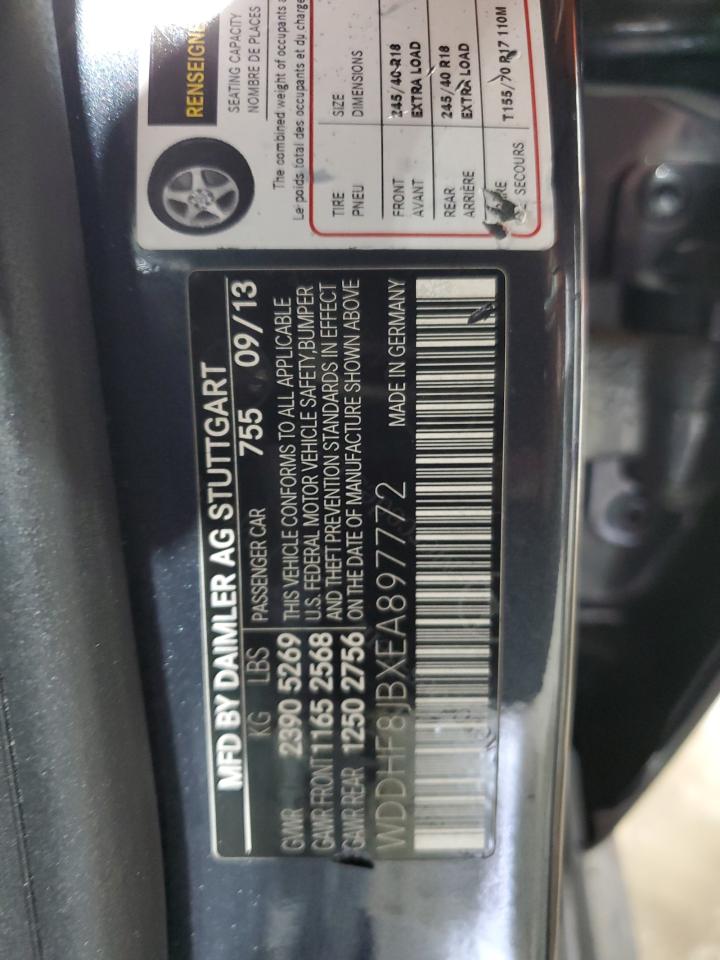 RENSEIGNE
SEATING CAPACITY
NOMBRE DE PLACES
The combined weight of occupants
Le poids total des occupants et du charge
TIRE SIZE
PNEU DIMENSIONS
FRONT 245/40 R18
AVANT EXTRA LOAD
REAR 245/40 R18
ARRIÈRE EXTRA LOAD
T155/70 R17 110M
SECOURS
MFD BY DAIMLER AG STUTTGART
KG LBS PASSENGER CAR 755 09/13
GVWR 2390 5269 THIS VEHICLE CONFORMS TO ALL APPLICABLE
GAWR FRONT 1165 2568 U.S. FEDERAL MOTOR VEHICLE SAFETY,BUMPER
GAWR REAR 1250 2756 AND THEFT PREVENTION STANDARDS IN EFFECT
ON THE DATE OF MANUFACTURE SHOWN ABOVE
WDDHF8JBXEA897772 MADE IN GERMANY